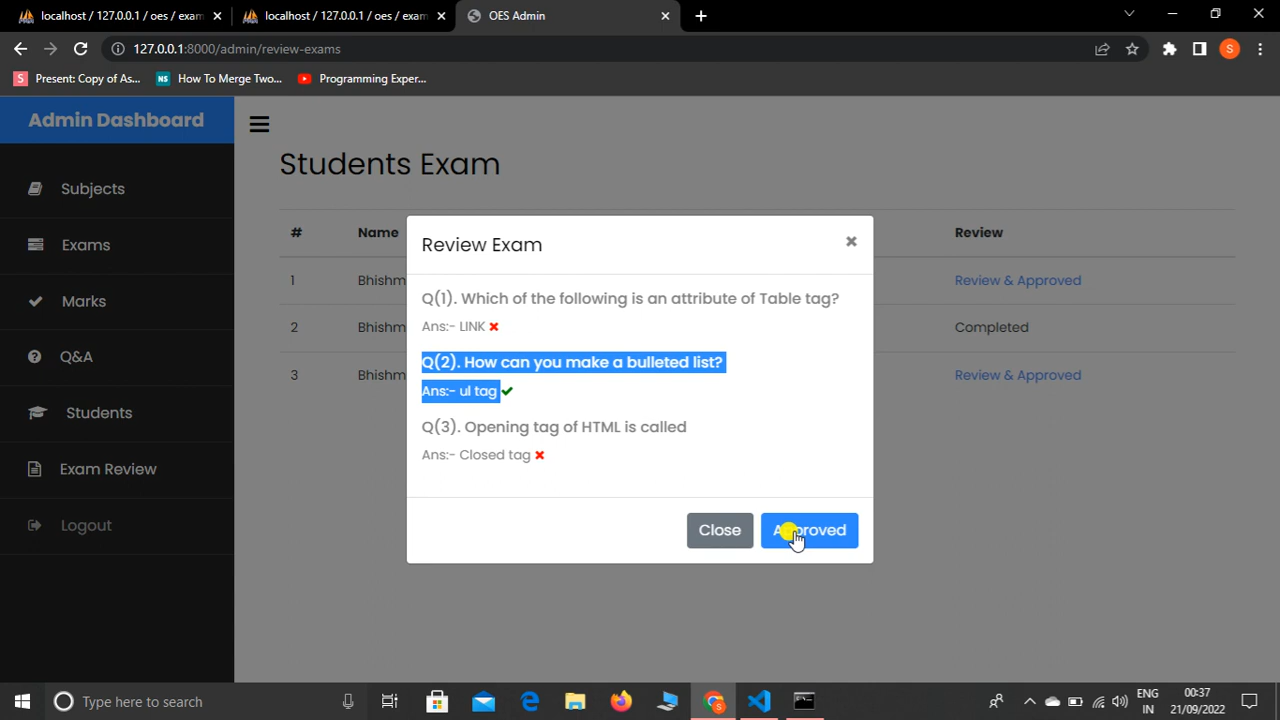 localhost / 127.0.0.1 / oes / exam
localhost / 127.0.0.1 / oes / exam
OES Admin
127.0.0.1:8000/admin/review-exams
S
S Present: Copy of As...
NS How To Merge Two...
Programming Exper...
Admin Dashboard
Subjects
Exams
Marks
Q&A
Students
Exam Review
Logout
Students Exam
# Name Review
1 Bhishm Review & Approved
2 Bhishm Completed
3 Bhishm Review & Approved
Review Exam
Q(1). Which of the following is an attribute of Table tag?
Ans:- LINK
Q(2). How can you make a bulleted list?
Ans:- ul tag
Q(3). Opening tag of HTML is called
Ans:- Closed tag
Close
Approved
Type here to search
S
ENG
IN
00:37
21/09/2022